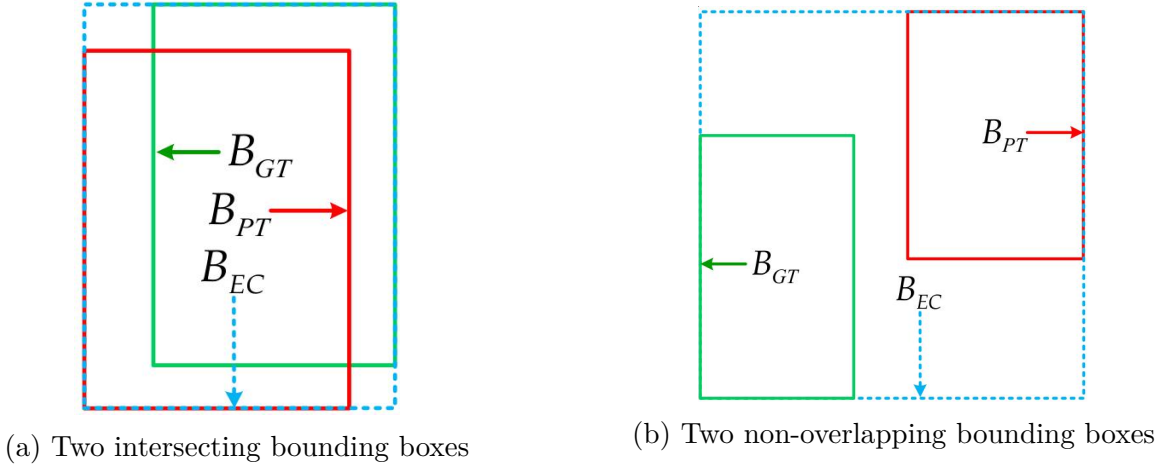 B_GT
B_PT
B_EC
(a) Two intersecting bounding boxes
B_PT
B_GT
B_EC
(b) Two non-overlapping bounding boxes